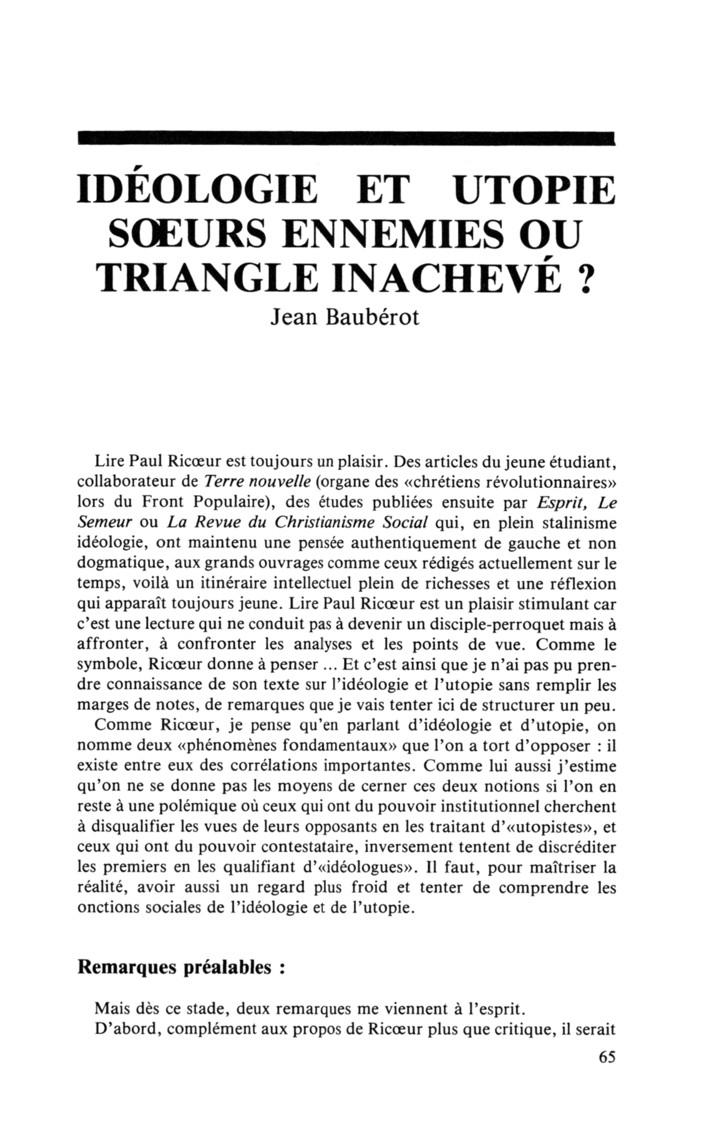 IDÉOLOGIE ET UTOPIE
SŒURS ENNEMIES OU
TRIANGLE INACHEVÉ ?
Jean Baubérot
Lire Paul Ricœur est toujours un plaisir. Des articles du jeune étudiant,
collaborateur de Terre nouvelle (organe des «chrétiens révolutionnaires»
lors du Front Populaire), des études publiées ensuite par Esprit, Le
Semeur ou La Revue du Christianisme Social qui, en plein stalinisme
idéologie, ont maintenu une pensée authentiquement de gauche et non
dogmatique, aux grands ouvrages comme ceux rédigés actuellement sur le
temps, voilà un itinéraire intellectuel plein de richesses et une réflexion
qui apparaît toujours jeune. Lire Paul Ricœur est un plaisir stimulant car
c'est une lecture qui ne conduit pas à devenir un disciple-perroquet mais à
affronter, à confronter les analyses et les points de vue. Comme le
symbole, Ricœur donne à penser ... Et c'est ainsi que je n'ai pas pu pren-
dre connaissance de son texte sur l'idéologie et l'utopie sans remplir les
marges de notes, de remarques que je vais tenter ici de structurer un peu.
Comme Ricœur, je pense qu'en parlant d'idéologie et d'utopie, on
nomme deux «phénomènes fondamentaux» que l'on a tort d'opposer : il
existe entre eux des corrélations importantes. Comme lui aussi j'estime
qu'on ne se donne pas les moyens de cerner ces deux notions si l'on en
reste à une polémique où ceux qui ont du pouvoir institutionnel cherchent
à disqualifier les vues de leurs opposants en les traitant d'«utopistes», et
ceux qui ont du pouvoir contestataire, inversement tentent de discréditer
les premiers en les qualifiant d'«idéologues». Il faut, pour maîtriser la
réalité, avoir aussi un regard plus froid et tenter de comprendre les
onctions sociales de l'idéologie et de l'utopie.
Remarques préalables :
Mais dès ce stade, deux remarques me viennent à l'esprit.
D'abord, complément aux propos de Ricœur plus que critique, il serait
65